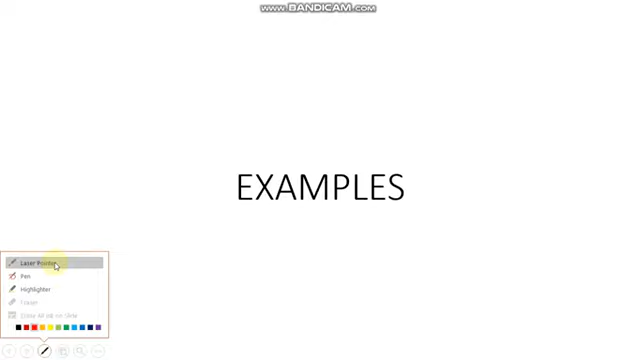 WWW.BANDICAM.COM
EXAMPLES
Laser Pointer
Pen
Highlighter
Eraser
Erase All Ink on Slide